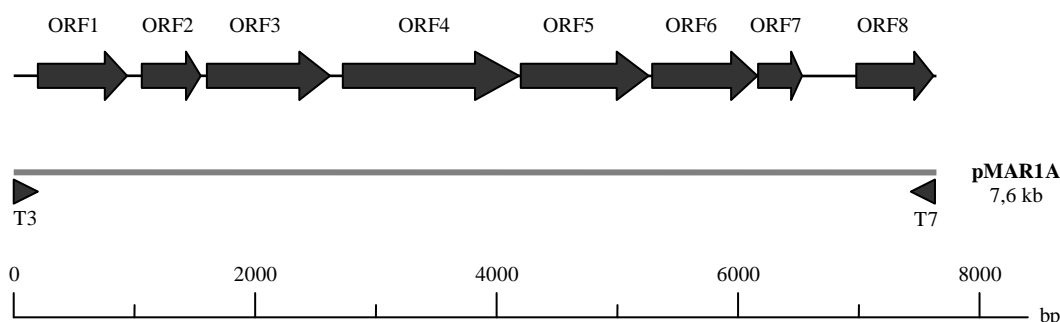 ORF1 ORF2 ORF3 ORF4 ORF5 ORF6 ORF7 ORF8
pMAR1A
7,6 kb
T3 T7
0 2000 4000 6000 8000
bp